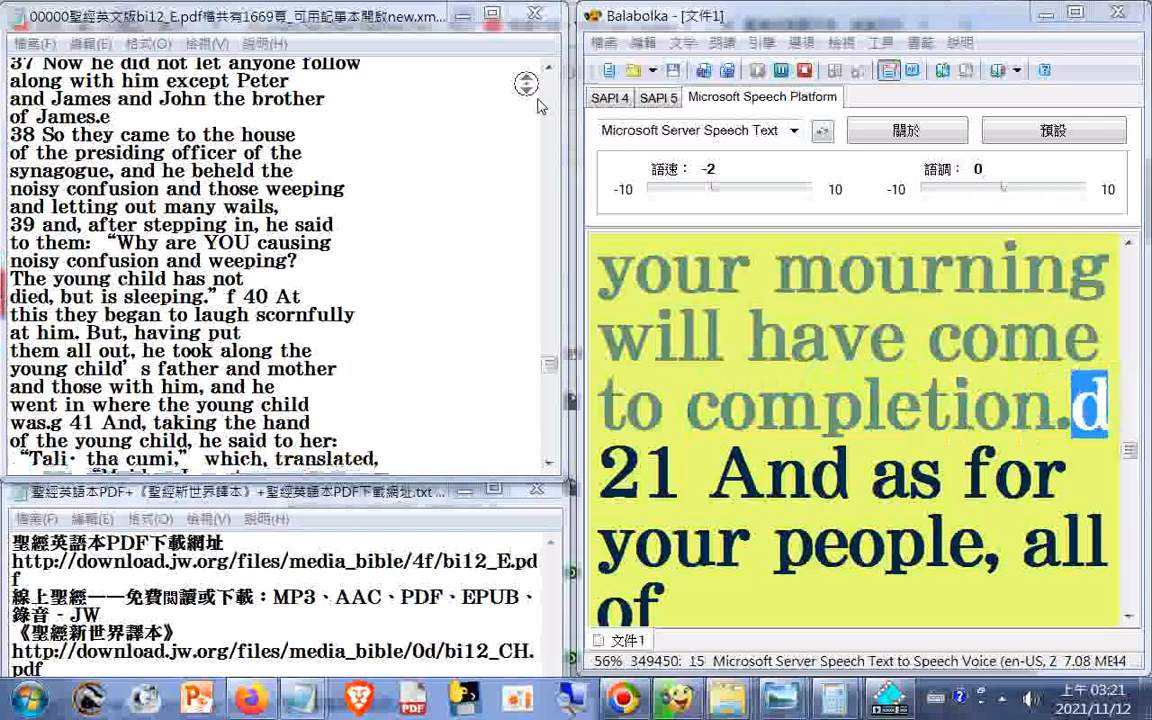 00000聖經英文版bi12_E.pdf檔共有1669頁_可用記事本開啟new.xm...
檔案(F) 編輯(E) 格式(O) 檢視(V) 說明(H)
37 Now he did not let anyone follow
along with him except Peter
and James and John the brother
of James.e
38 So they came to the house
of the presiding officer of the
synagogue, and he beheld the
noisy confusion and those weeping
and letting out many wails,
39 and, after stepping in, he said
to them: “Why are YOU causing
noisy confusion and weeping?
The young child has not
died, but is sleeping.” f 40 At
this they began to laugh scornfully
at him. But, having put
them all out, he took along the
young child’s father and mother
and those with him, and he
went in where the young child
was.g 41 And, taking the hand
of the young child, he said to her:
“Tali·tha cumi,” which, translated,
聖經英語本PDF+《聖經新世界譯本》+聖經英語本PDF下載網址.txt ...
檔案(F) 編輯(E) 格式(O) 檢視(V) 說明(H)
聖經英語本PDF下載網址
http://download.jw.org/files/media_bible/4f/bi12_E.pd
f
線上聖經——免費閱讀或下載：MP3、AAC、PDF、EPUB、
錄音 - JW
《聖經新世界譯本》
http://download.jw.org/files/media_bible/0d/bi12_CH.
pdf
Balabolka - [文件1]
檔案 編輯 文字 朗讀 引擎 選項 檢視 工具 書籤 說明
SAPI 4 SAPI 5 Microsoft Speech Platform
Microsoft Server Speech Text 關於 預設
語速： -2 語調： 0
-10 10 -10 10
your mourning
will have come
to completion.d
21 And as for
your people, all
of
文件1
56% 349450: 15 Microsoft Server Speech Text to Speech Voice (en-US, Z 7.08 ME44
上午 03:21
2021/11/12